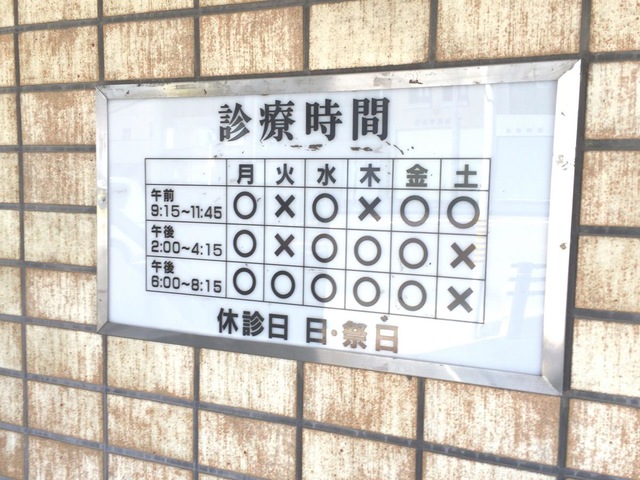 診療時間
月 火 水 木 金 土
午前 9:15~11:45 ○ × ○ × ○ ○
午後 2:00~4:15 ○ × ○ ○ ○ ×
午後 6:00~8:15 ○ ○ ○ ○ ○ ×
休診日 日・祭日